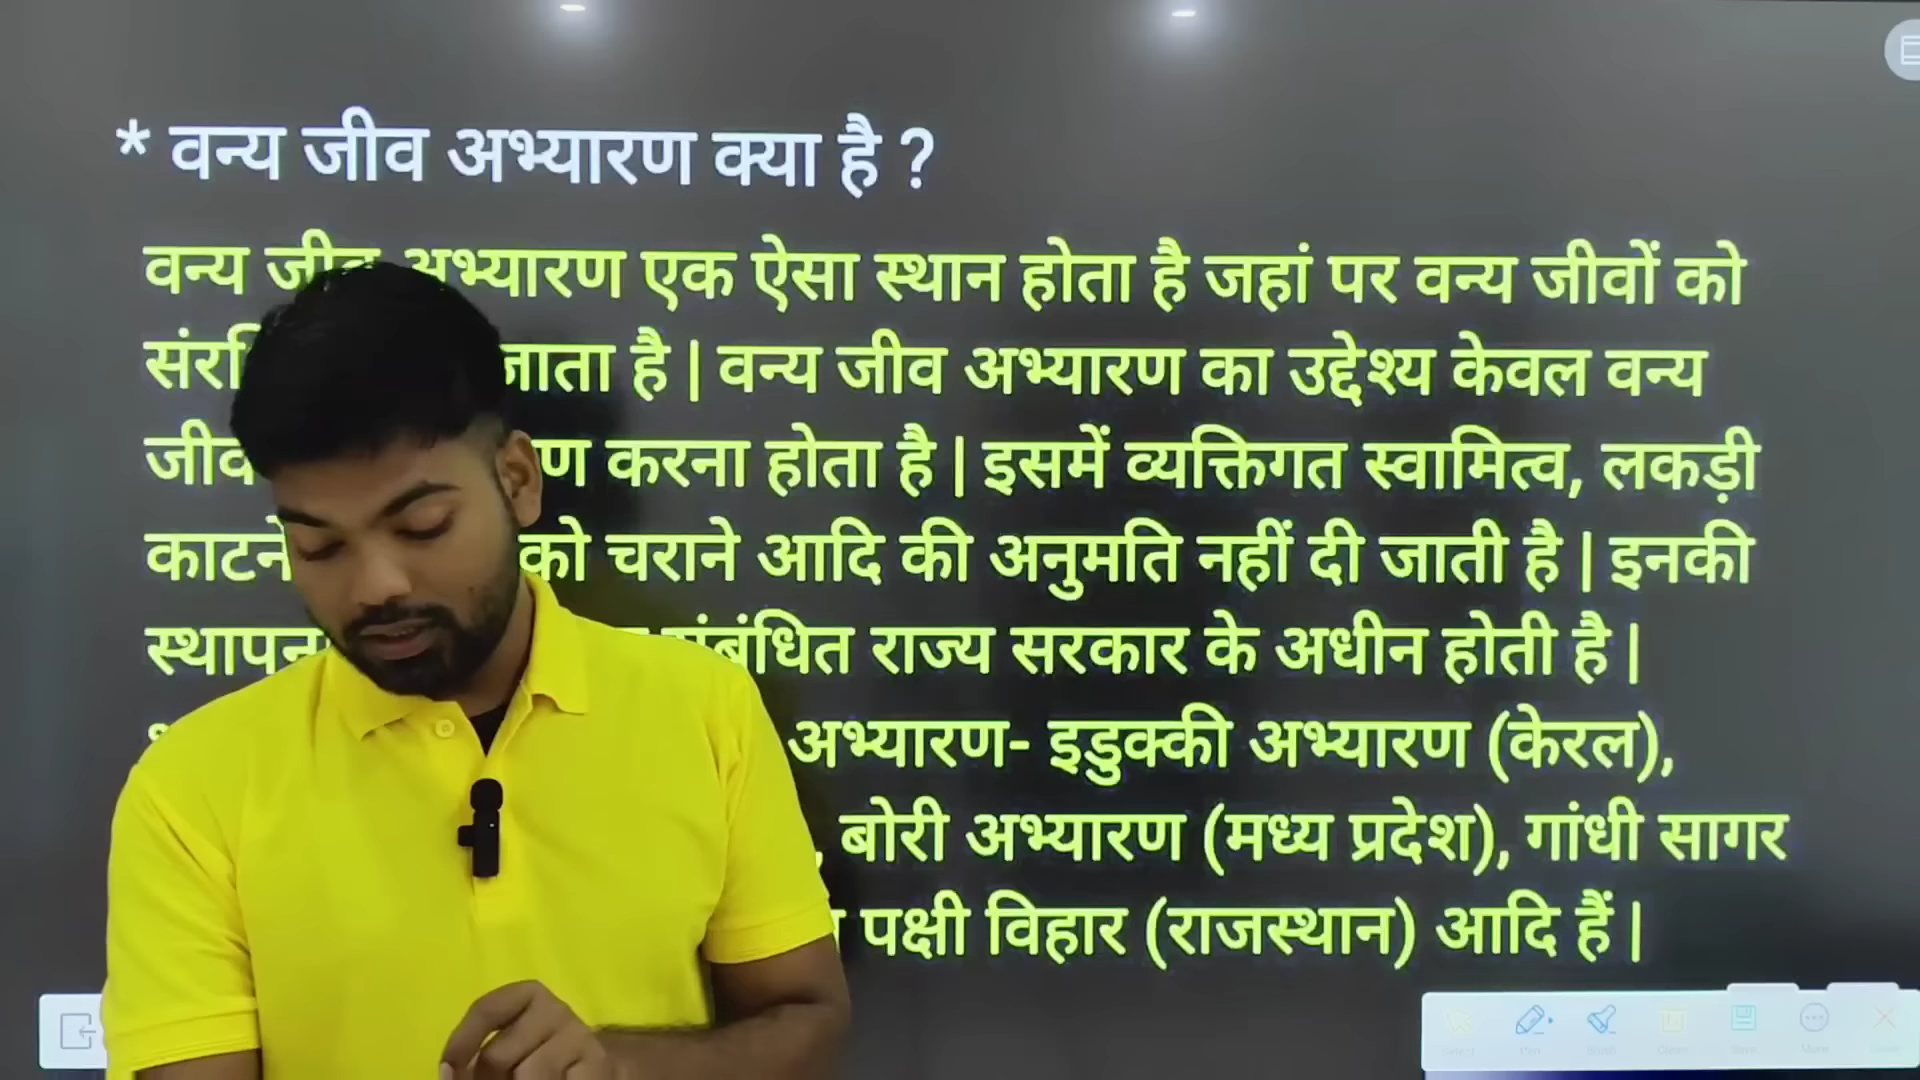 * वन्य जीव अभ्यारण क्या है ?
वन्य जीव अभ्यारण एक ऐसा स्थान होता है जहां पर वन्य जीवों को
जाता है | वन्य जीव अभ्यारण का उद्देश्य केवल वन्य
करना होता है | इसमें व्यक्तिगत स्वामित्व, लकड़ी
काटने को चराने आदि की अनुमति नहीं दी जाती है | इनकी
संबंधित राज्य सरकार के अधीन होती है |
अभ्यारण- इडुक्की अभ्यारण (केरल),
, बोरी अभ्यारण (मध्य प्रदेश), गांधी सागर
पक्षी विहार (राजस्थान) आदि हैं |